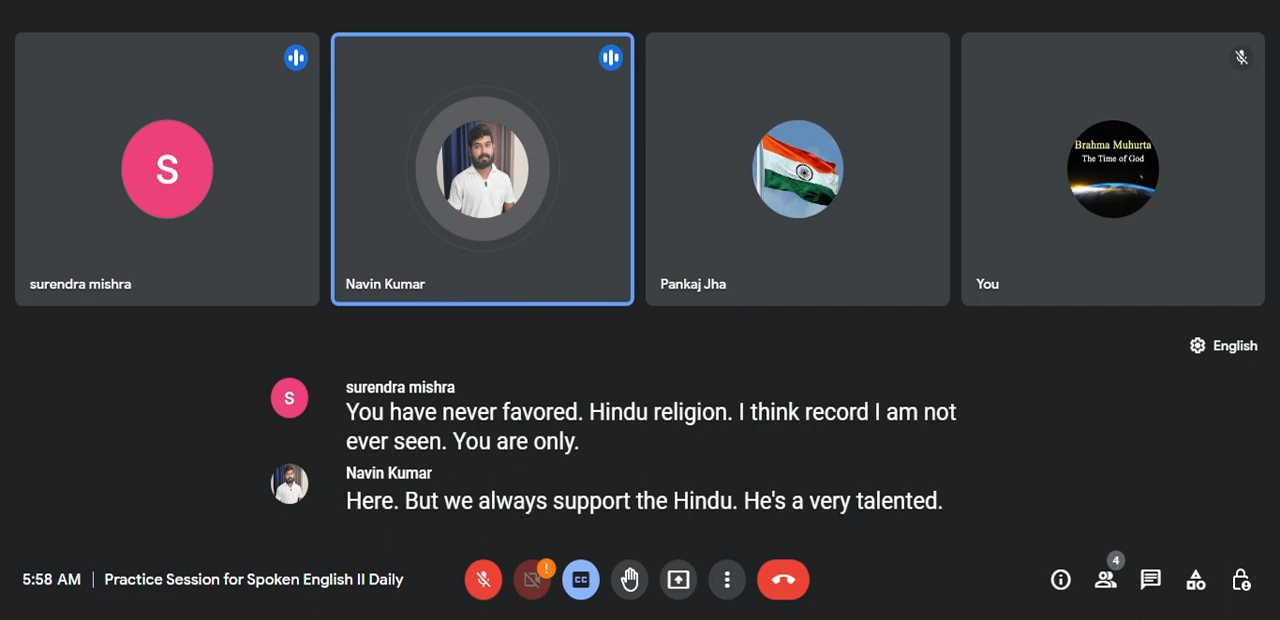 S
Brahma Muhurta
The Time of God
surendra mishra
Navin Kumar
Pankaj Jha
You
English
S
surendra mishra
You have never favored. Hindu religion. I think record I am not
ever seen. You are only.
Navin Kumar
Here. But we always support the Hindu. He's a very talented.
5:58 AM | Practice Session for Spoken English II Daily
!
CC
4